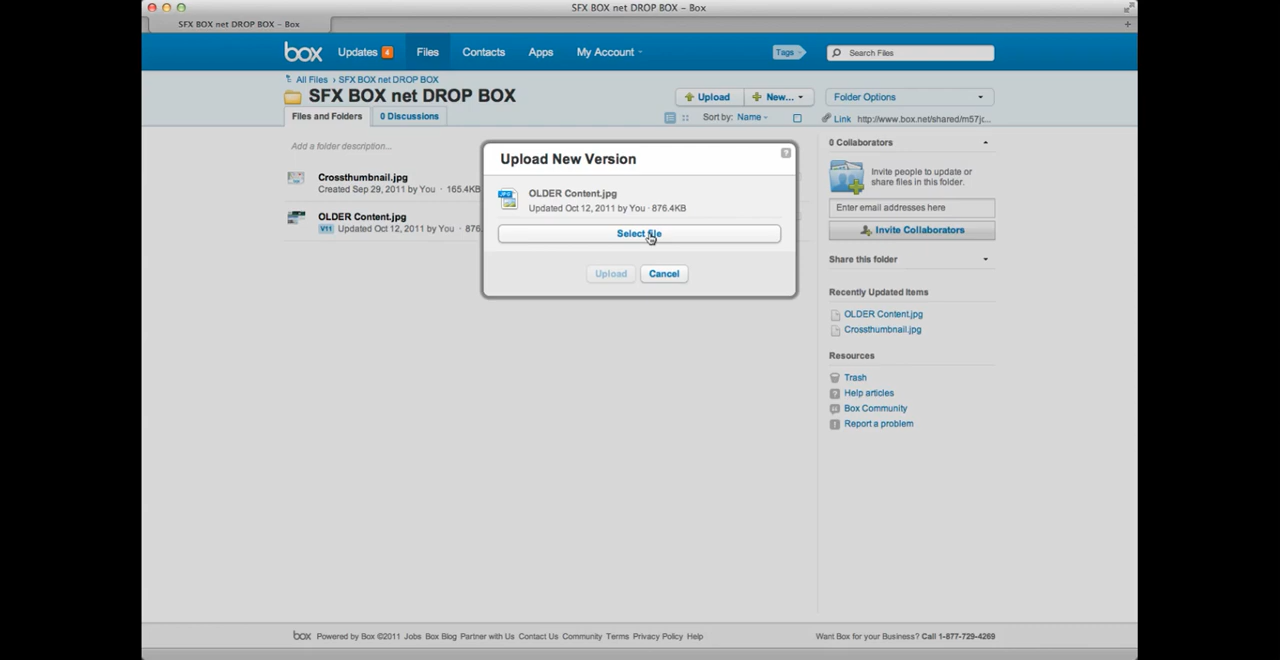 SFX BOX net DROP BOX – Box
SFX BOX net DROP BOX – Box
box Updates 4 Files Contacts Apps My Account Tags Search Files
All Files › SFX BOX net DROP BOX
SFX BOX net DROP BOX
Upload New... Folder Options
Files and Folders 0 Discussions
Sort by: Name Link http://www.box.net/shared/m57jc...
Add a folder description...
Crossthumbnail.jpg
Created Sep 29, 2011 by You · 165.4KB
OLDER Content.jpg
V11 Updated Oct 12, 2011 by You · 876.
Upload New Version ?
JPG OLDER Content.jpg
Updated Oct 12, 2011 by You · 876.4KB
Select file
Upload Cancel
0 Collaborators
Invite people to update or
share files in this folder.
Enter email addresses here
Invite Collaborators
Share this folder
Recently Updated Items
OLDER Content.jpg
Crossthumbnail.jpg
Resources
Trash
Help articles
Box Community
Report a problem
box Powered by Box ©2011 Jobs Box Blog Partner with Us Contact Us Community Terms Privacy Policy Help Want Box for your Business? Call 1-877-729-4269